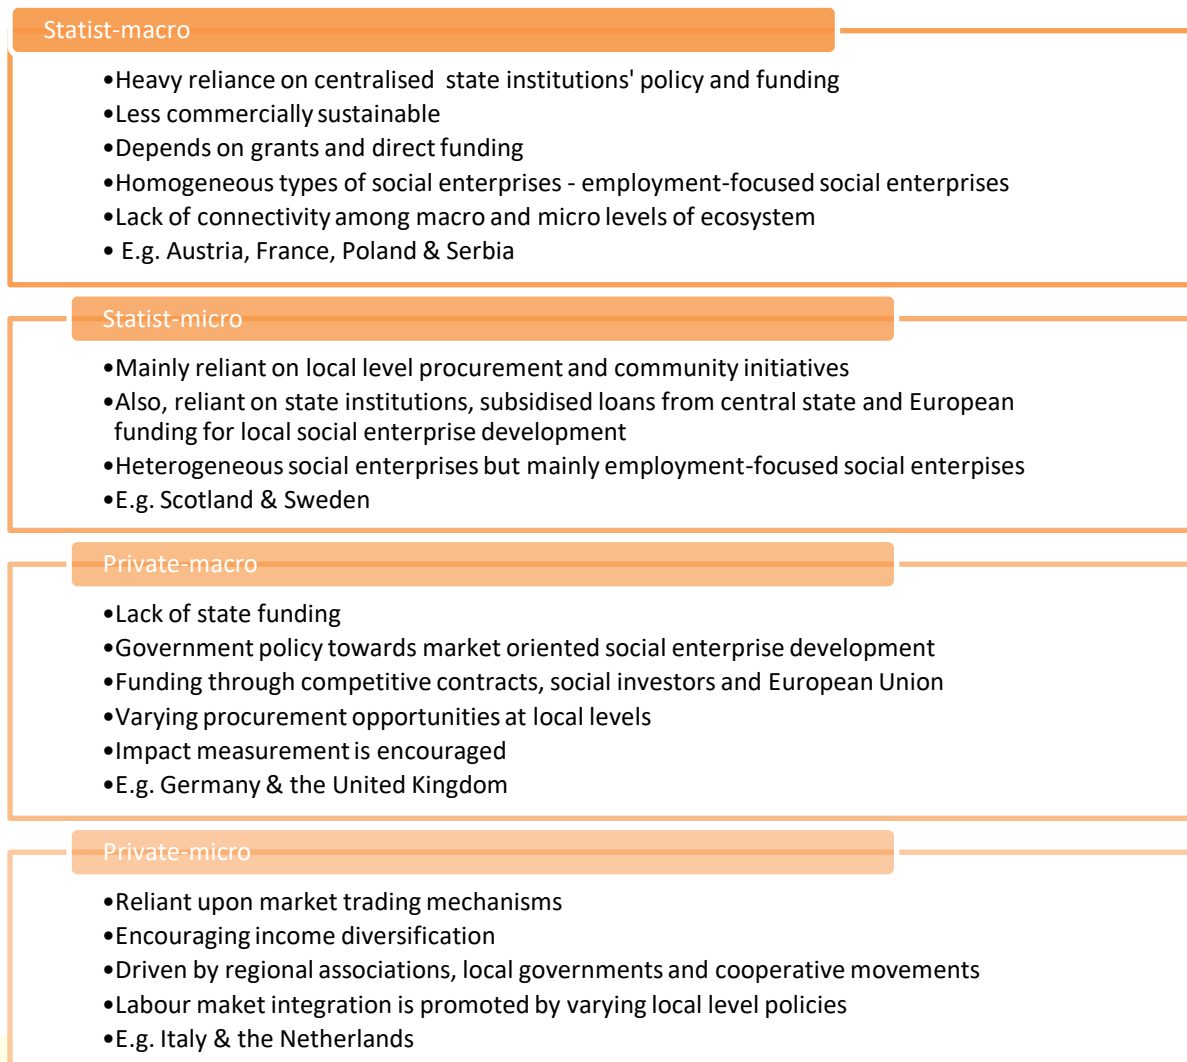 Statist-macro
•Heavy reliance on centralised state institutions' policy and funding
•Less commercially sustainable
•Depends on grants and direct funding
•Homogeneous types of social enterprises - employment-focused social enterprises
•Lack of connectivity among macro and micro levels of ecosystem
• E.g. Austria, France, Poland & Serbia
Statist-micro
•Mainly reliant on local level procurement and community initiatives
•Also, reliant on state institutions, subsidised loans from central state and European
funding for local social enterprise development
•Heterogeneous social enterprises but mainly employment-focused social enterpises
•E.g. Scotland & Sweden
Private-macro
•Lack of state funding
•Government policy towards market oriented social enterprise development
•Funding through competitive contracts, social investors and European Union
•Varying procurement opportunities at local levels
•Impact measurement is encouraged
•E.g. Germany & the United Kingdom
Private-micro
•Reliant upon market trading mechanisms
•Encouraging income diversification
•Driven by regional associations, local governments and cooperative movements
•Labour maket integration is promoted by varying local level policies
•E.g. Italy & the Netherlands